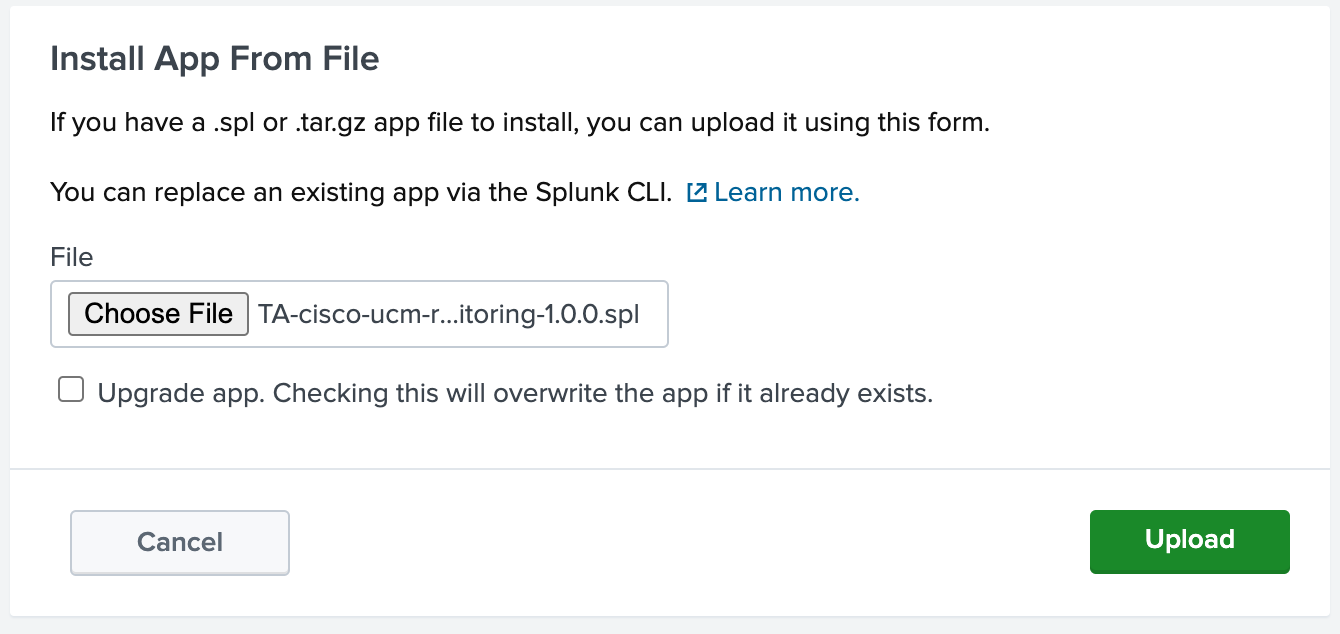 Install App From File
If you have a .spl or .tar.gz app file to install, you can upload it using this form.
You can replace an existing app via the Splunk CLI. Learn more.
File
Choose File TA-cisco-ucm-r...itoring-1.0.0.spl
Upgrade app. Checking this will overwrite the app if it already exists.
Cancel Upload